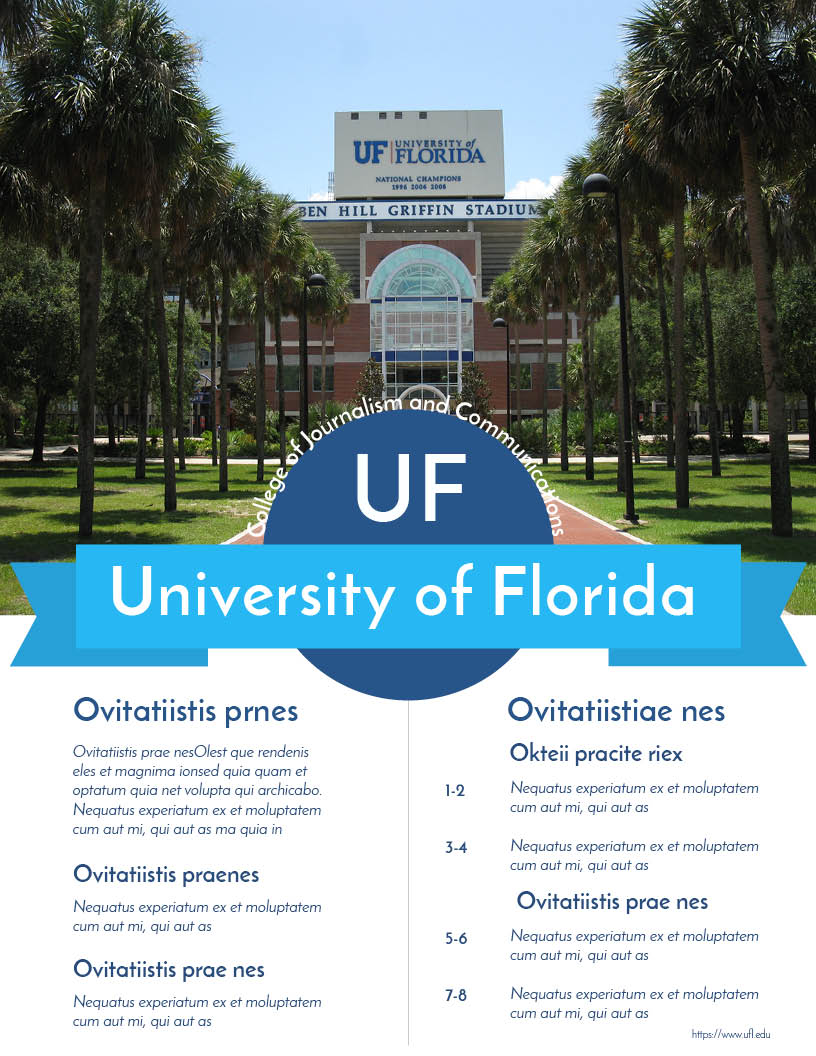 UF UNIVERSITY of
FLORIDA
NATIONAL CHAMPIONS
1996 2006 2008
BEN HILL GRIFFIN STADIUM
College of Journalism and Communications
UF
University of Florida
Ovitatiistis prnes
Ovitatiistis prae nesOlest que rendenis
eles et magnima ionsed quia quam et
optatum quia net volupta qui archicabo.
Nequatus experiatum ex et moluptatem
cum aut mi, qui aut as ma quia in
Ovitatiistis praenes
Nequatus experiatum ex et moluptatem
cum aut mi, qui aut as
Ovitatiistis prae nes
Nequatus experiatum ex et moluptatem
cum aut mi, qui aut as
Ovitatiistiae nes
Okteii pracite riex
1-2 Nequatus experiatum ex et moluptatem
cum aut mi, qui aut as
3-4 Nequatus experiatum ex et moluptatem
cum aut mi, qui aut as
Ovitatiistis prae nes
5-6 Nequatus experiatum ex et moluptatem
cum aut mi, qui aut as
7-8 Nequatus experiatum ex et moluptatem
cum aut mi, qui aut as
https://www.ufl.edu